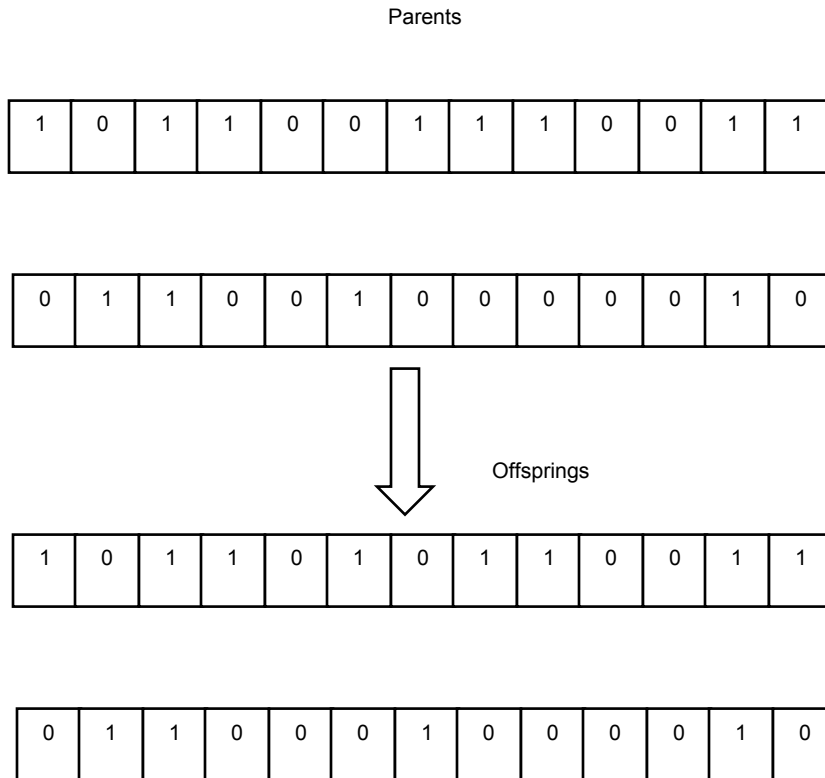 Parents
1 0 1 1 0 0 1 1 1 0 0 1 1
0 1 1 0 0 1 0 0 0 0 0 1 0
Offsprings
1 0 1 1 0 1 0 1 1 0 0 1 1
0 1 1 0 0 0 1 0 0 0 0 1 0